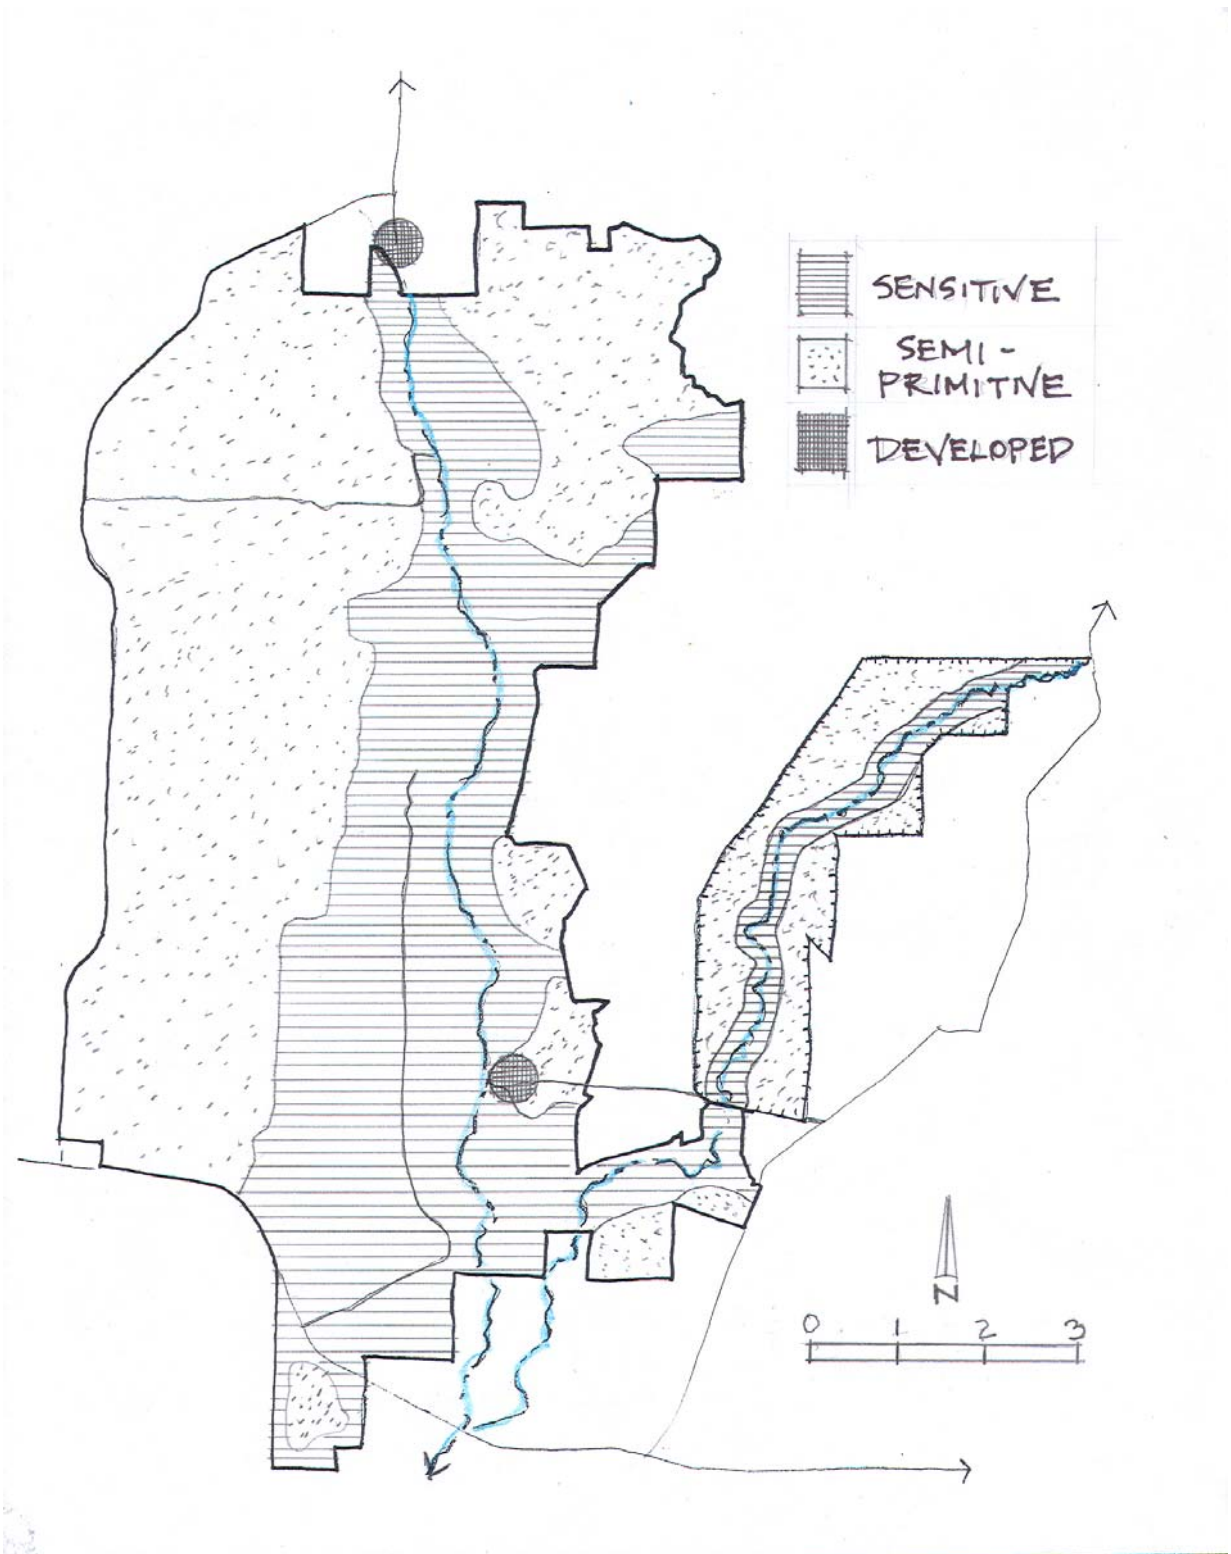 SENSITIVE
SEMI-
PRIMITIVE
DEVELOPED
N
0 1 2 3